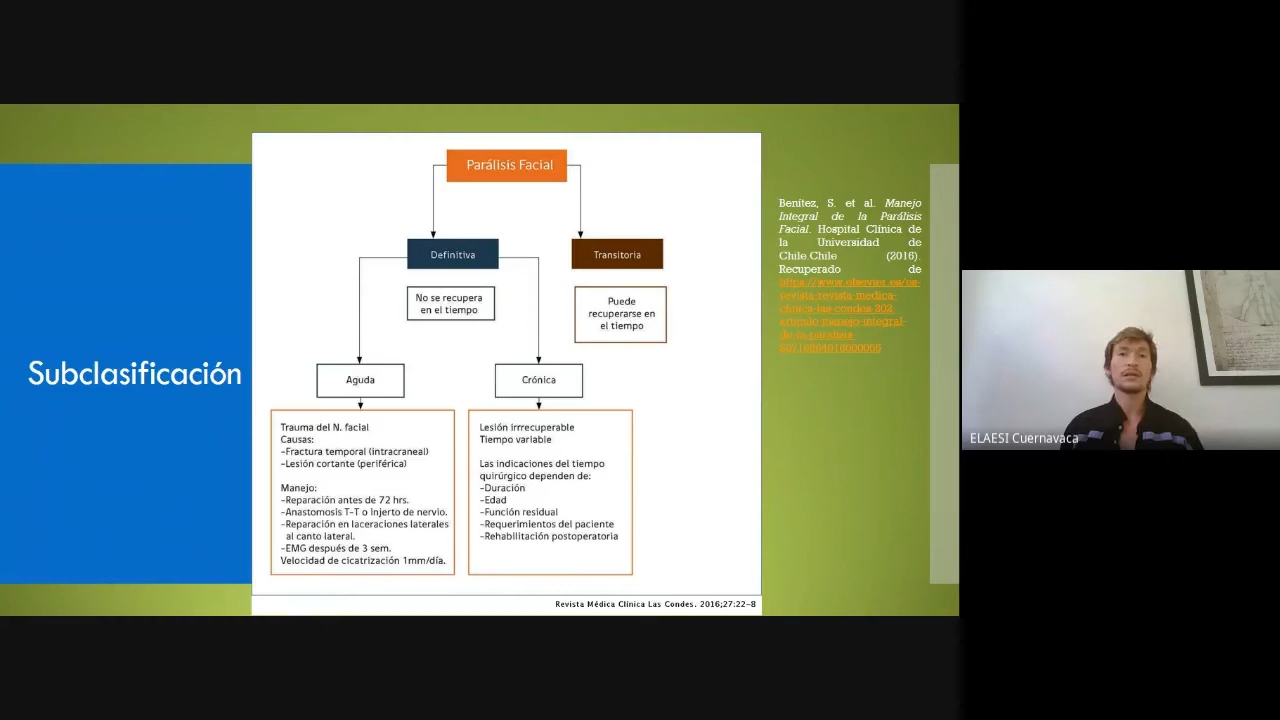 Subclasificación
Parálisis Facial
Definitiva
Transitoria
No se recupera
en el tiempo
Puede
recuperarse en
el tiempo
Aguda
Crónica
Trauma del N. facial
Causas:
-Fractura temporal (intracraneal)
-Lesión cortante (periférica)
Manejo:
-Reparación antes de 72 hrs.
-Anastomosis T-T o injerto de nervio.
-Reparación en laceraciones laterales
al canto lateral.
-EMG después de 3 sem.
Velocidad de cicatrización 1mm/día.
Lesión irrrecuperable
Tiempo variable
Las indicaciones del tiempo
quirúrgico dependen de:
-Duración
-Edad
-Función residual
-Requerimientos del paciente
-Rehabilitación postoperatoria
Revista Médica Clínica Las Condes. 2016;27:22-8
Benítez, S. et al. Manejo
Integral de la Parálisis
Facial. Hospital Clínica de
la Universidad de
Chile.Chile (2016).
Recuperado de
https://www.elsevier.es/es-
revista-revista-medica-
clinica-las-condes-202-
articulo-manejo-integral-
de-la-paralisis-
ELAESI Cuernavaca